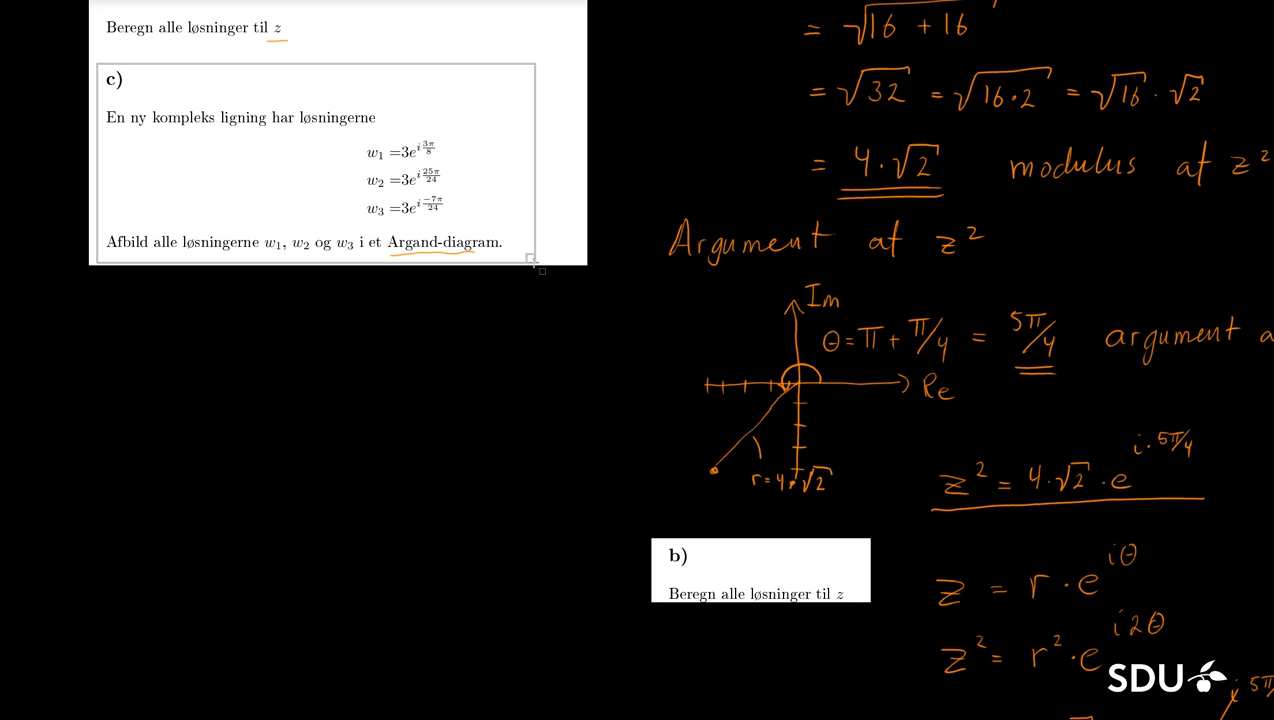 Beregn alle løsninger til z
c)
En ny kompleks ligning har løsningerne
w₁ =3e^{i 3π/8}
w₂ =3e^{i 25π/24}
w₃ =3e^{i -7π/24}
Afbild alle løsningerne w₁, w₂ og w₃ i et Argand-diagram.
= √16 + 16
= √32 = √16·2 = √16 · √2
= 4·√2 modulus af z²
Argument af z²
Im
θ = π + π/4 = 5π/4 argument a
Re
r = 4·√2
z² = 4·√2 · e^{i·5π/4}
b)
Beregn alle løsninger til z
z = r · e^{iθ}
z² = r² · e^{i2θ}
SDU